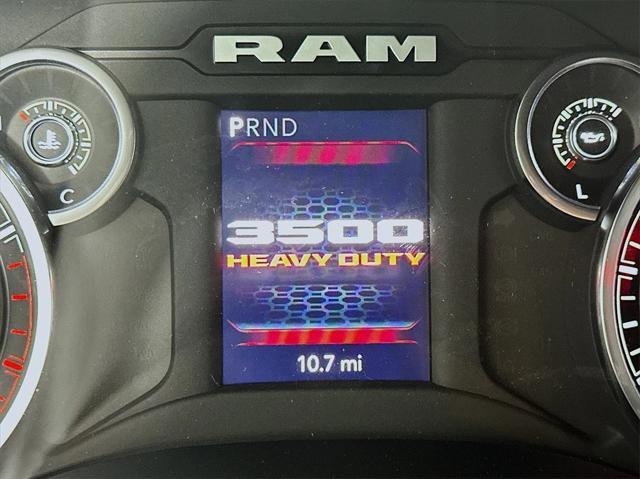 RAM
PRND
C
L
3500
HEAVY DUTY
10.7 mi